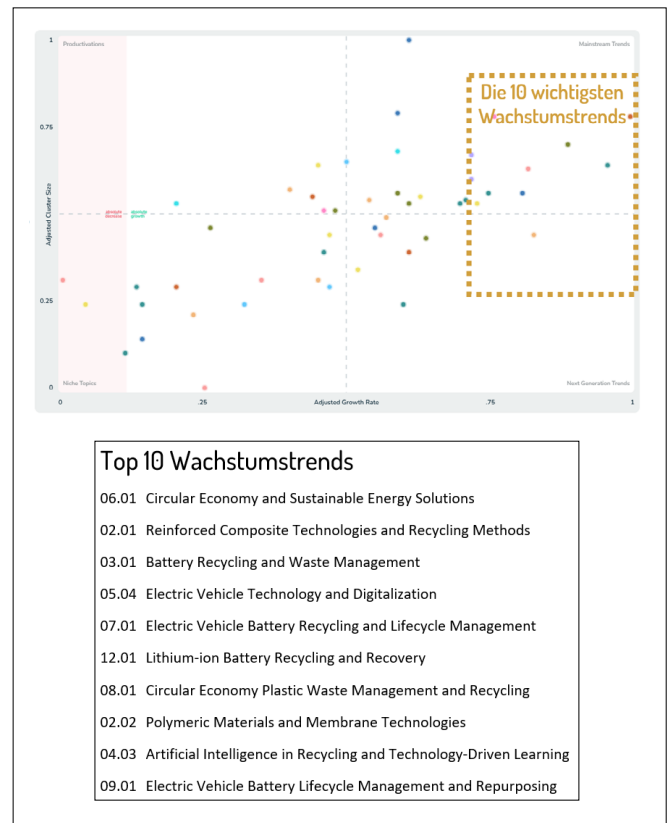 1
Productisations
Mainstream Trends
Die 10 wichtigsten
Wachstumstrends
0.75
Adjusted Cluster Size
absolute absolute
decrease growth
0.25
0
Niche Topics
Next Generation Trends
0 .25 Adjusted Growth Rate .75 1
Top 10 Wachstumstrends
06.01 Circular Economy and Sustainable Energy Solutions
02.01 Reinforced Composite Technologies and Recycling Methods
03.01 Battery Recycling and Waste Management
05.04 Electric Vehicle Technology and Digitalization
07.01 Electric Vehicle Battery Recycling and Lifecycle Management
12.01 Lithium-ion Battery Recycling and Recovery
08.01 Circular Economy Plastic Waste Management and Recycling
02.02 Polymeric Materials and Membrane Technologies
04.03 Artificial Intelligence in Recycling and Technology-Driven Learning
09.01 Electric Vehicle Battery Lifecycle Management and Repurposing